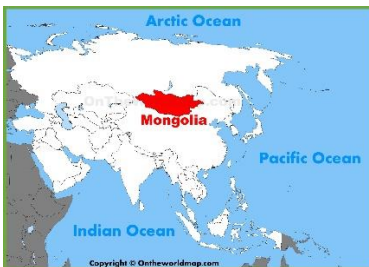 Arctic Ocean
Mongolia
Pacific Ocean
Indian Ocean
Copyright © Ontheworldmap.com